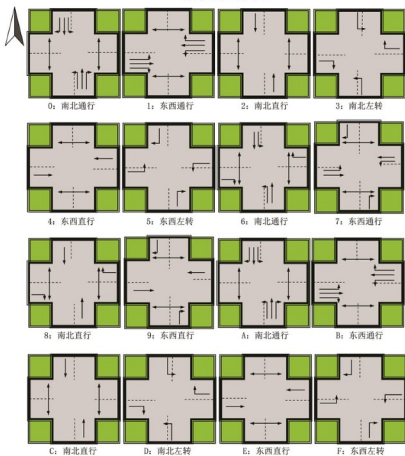 0: 南北通行 1: 东西通行 2: 南北直行 3: 南北左转
4: 东西直行 5: 东西左转 6: 南北通行 7: 东西通行
8: 南北直行 9: 东西直行 A: 南北通行 B: 东西通行
C: 南北直行 D: 南北左转 E: 东西直行 F: 东西左转